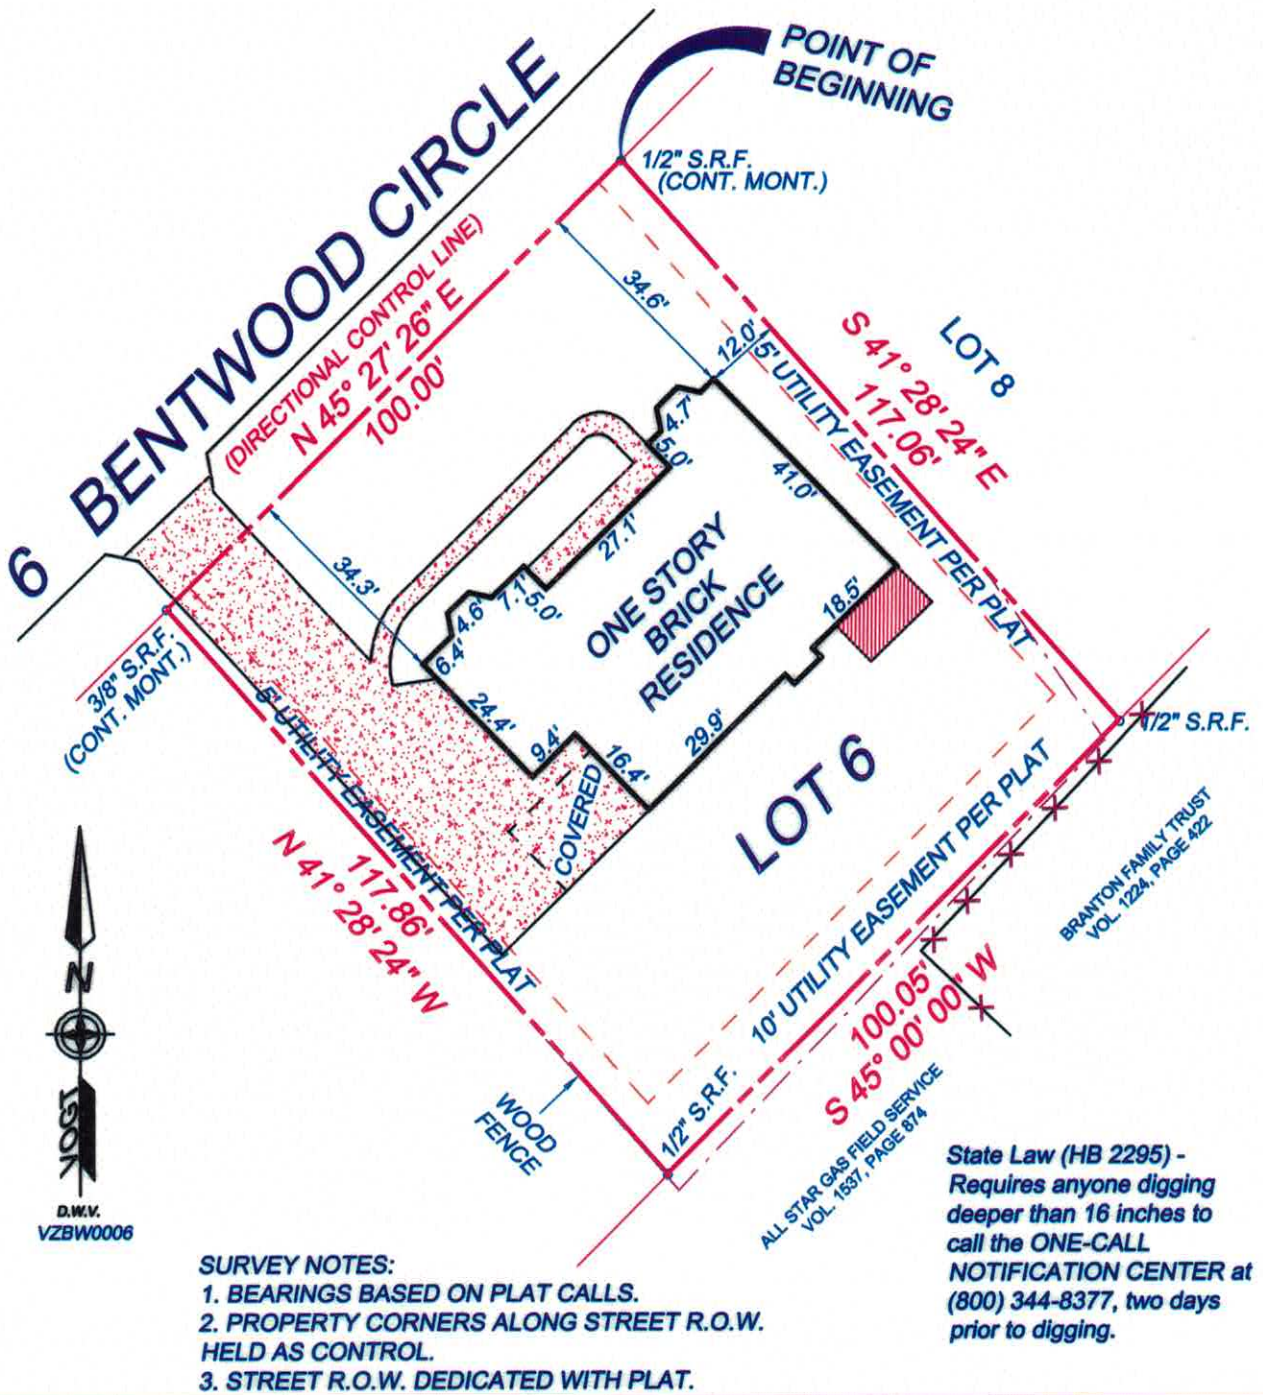 POINT OF
BEGINNING
6 BENTWOOD CIRCLE
1/2" S.R.F.
(CONT. MONT.)
(DIRECTIONAL CONTROL LINE)
N 45° 27' 26" E
100.00'
34.6'
12.0'
LOT 8
S 41° 28' 24" E
117.06'
5' UTILITY EASEMENT PER PLAT
4.7'
5.0'
41.0'
27.1'
34.3'
ONE STORY
BRICK
RESIDENCE
18.5'
7.1'
5.0'
4.6'
6.4'
24.4'
9.4'
16.4'
29.9'
COVERED
3/8" S.R.F.
(CONT. MONT.)
5' UTILITY EASEMENT PER PLAT
117.86'
N 41° 28' 24" W
LOT 6
1/2" S.R.F.
10' UTILITY EASEMENT PER PLAT
100.05'
S 45° 00' 00" W
BRANTON FAMILY TRUST
VOL. 1224, PAGE 422
1/2" S.R.F.
WOOD
FENCE
ALL STAR GAS FIELD SERVICE
VOL. 1537, PAGE 874
N
VOGT
D.W.V.
VZBW0006
State Law (HB 2295) -
Requires anyone digging
deeper than 16 inches to
call the ONE-CALL
NOTIFICATION CENTER at
(800) 344-8377, two days
prior to digging.
SURVEY NOTES:
1. BEARINGS BASED ON PLAT CALLS.
2. PROPERTY CORNERS ALONG STREET R.O.W.
HELD AS CONTROL.
3. STREET R.O.W. DEDICATED WITH PLAT.